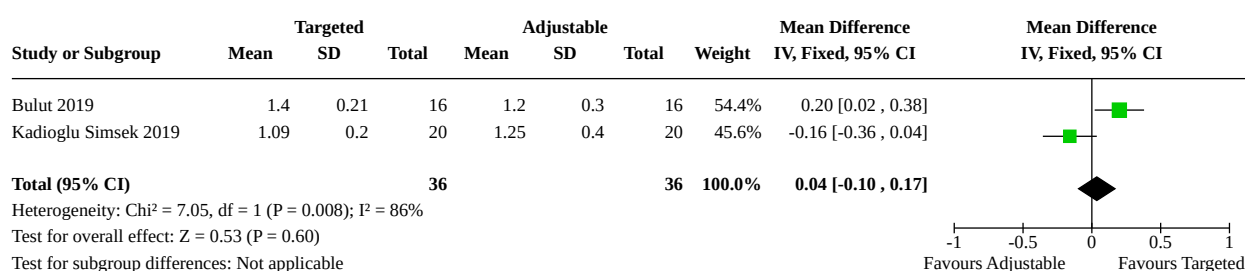 Targeted Adjustable Mean Difference Mean Difference
Study or Subgroup Mean SD Total Mean SD Total Weight IV, Fixed, 95% CI IV, Fixed, 95% CI
Bulut 2019 1.4 0.21 16 1.2 0.3 16 54.4% 0.20 [0.02 , 0.38]
Kadioglu Simsek 2019 1.09 0.2 20 1.25 0.4 20 45.6% -0.16 [-0.36 , 0.04]
Total (95% CI) 36 36 100.0% 0.04 [-0.10 , 0.17]
Heterogeneity: Chi² = 7.05, df = 1 (P = 0.008); I² = 86%
Test for overall effect: Z = 0.53 (P = 0.60)
-1 -0.5 0 0.5 1
Test for subgroup differences: Not applicable Favours Adjustable Favours Targeted